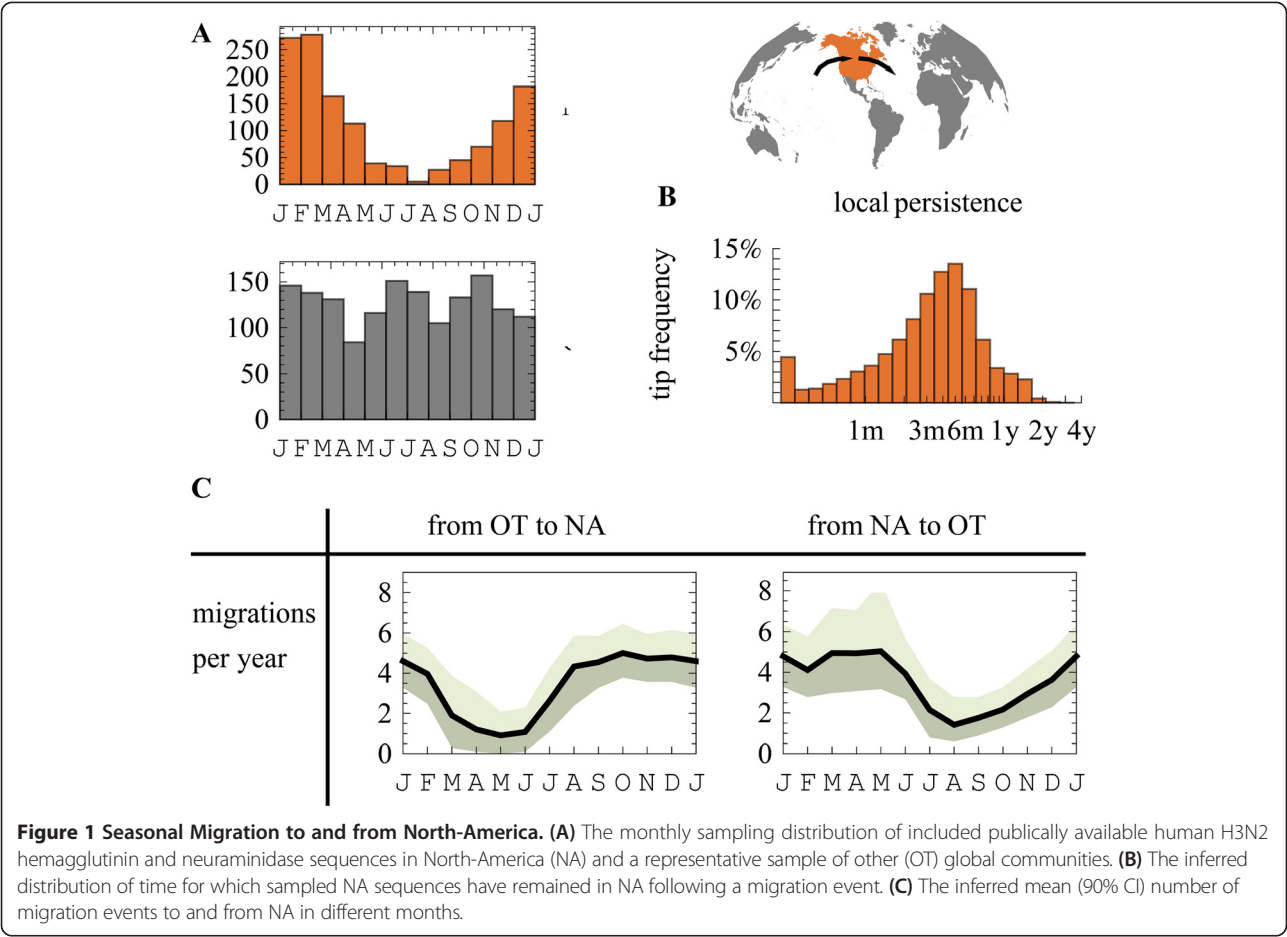 A
250
200
150
100
50
0
J F M A M J J A S O N D J
150
100
50
0
J F M A M J J A S O N D J
B
local persistence
tip frequency
15%
10%
5%
1m 3m 6m 1y 2y 4y
C
from OT to NA
from NA to OT
migrations
per year
8
6
4
2
0
J F M A M J J A S O N D J
8
6
4
2
0
J F M A M J J A S O N D J
Figure 1 Seasonal Migration to and from North-America. (A) The monthly sampling distribution of included publically available human H3N2
hemagglutinin and neuraminidase sequences in North-America (NA) and a representative sample of other (OT) global communities. (B) The inferred
distribution of time for which sampled NA sequences have remained in NA following a migration event. (C) The inferred mean (90% CI) number of
migration events to and from NA in different months.